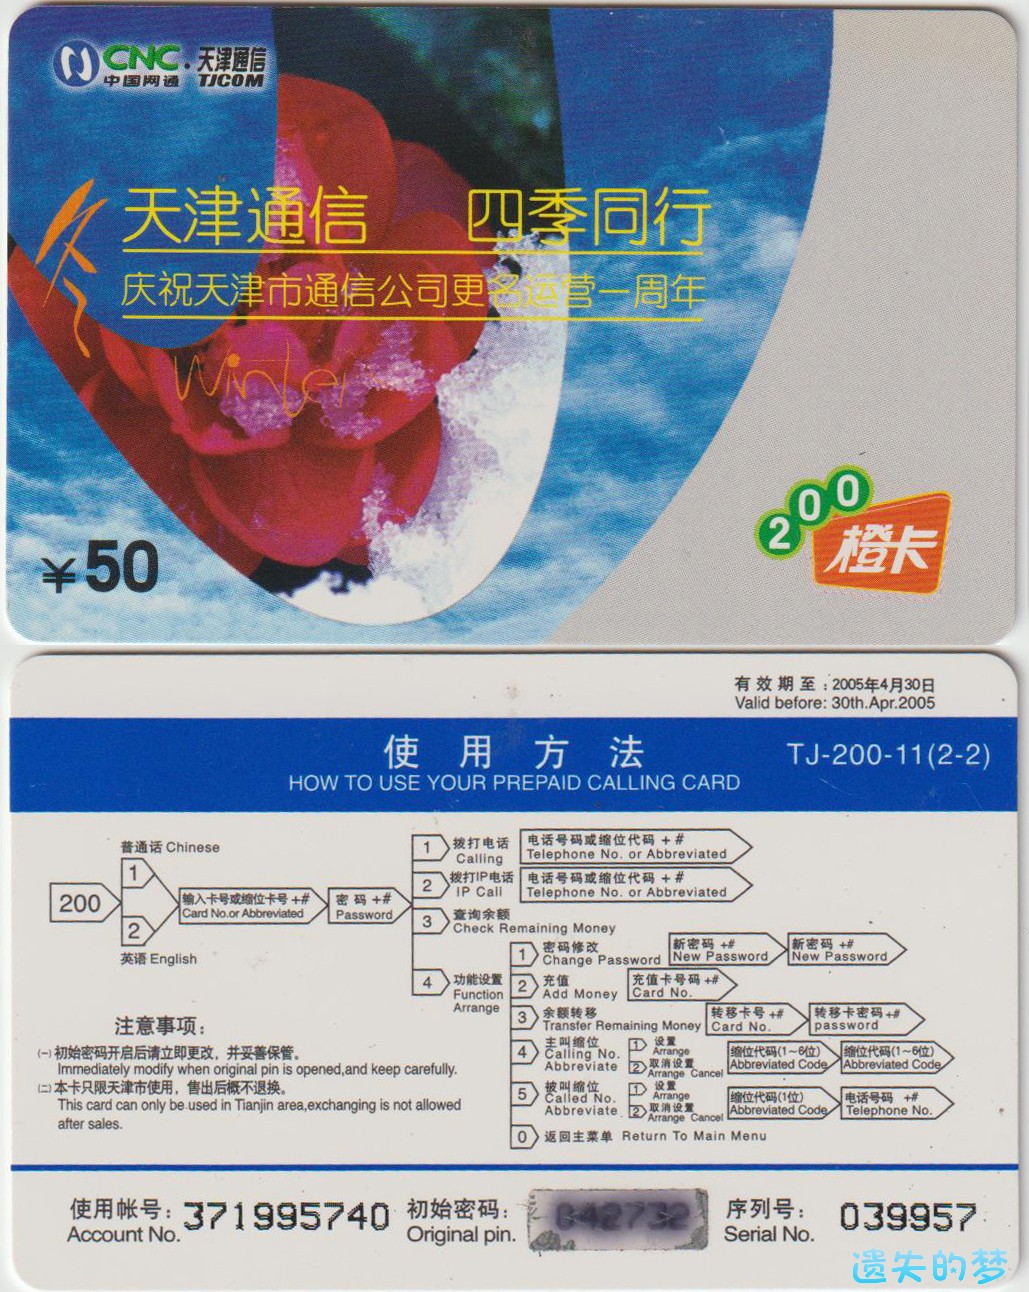 CNC·天津通信
中国网通 TJCOM
冬
天津通信 四季同行
庆祝天津市通信公司更名运营一周年
Winter
¥50
200
橙卡
有效期至：2005年4月30日
Valid before: 30th.Apr.2005
使用方法
HOW TO USE YOUR PREPAID CALLING CARD
TJ-200-11(2-2)
200
普通话 Chinese
1
2
英语 English
输入卡号或缩位卡号+#
Card No.or Abbreviated
密码+#
Password
1 拨打电话
Calling
电话号码或缩位代码+#
Telephone No. or Abbreviated
2 拨打IP电话
IP Call
电话号码或缩位代码+#
Telephone No. or Abbreviated
3 查询余额
Check Remaining Money
4 功能设置
Function
Arrange
1 密码修改
Change Password
新密码+#
New Password
新密码+#
New Password
2 充值
Add Money
充值卡号码+#
Card No.
3 余额转移
Transfer Remaining Money
转移卡号+#
Card No.
转移卡密码+#
password
4 主叫缩位
Calling No.
Abbreviate
1 设置
Arrange
2 取消设置
Arrange Cancel
缩位代码(1~6位)
Abbreviated Code
缩位代码(1~6位)
Abbreviated Code
5 被叫缩位
Called No.
Abbreviate
1 设置
Arrange
2 取消设置
Arrange Cancel
缩位代码(1位)
Abbreviated Code
电话号码+#
Telephone No.
0 返回主菜单 Return To Main Menu
注意事项：
(一)初始密码开启后请立即更改，并妥善保管。
Immediately modify when original pin is opened,and keep carefully.
(二)本卡只限天津市使用，售出后概不退换。
This card can only be used in Tianjin area,exchanging is not allowed
after sales.
使用帐号：
Account No.
371995740
初始密码：
Original pin.
042732
序列号：
Serial No.
039957
遗失的梦